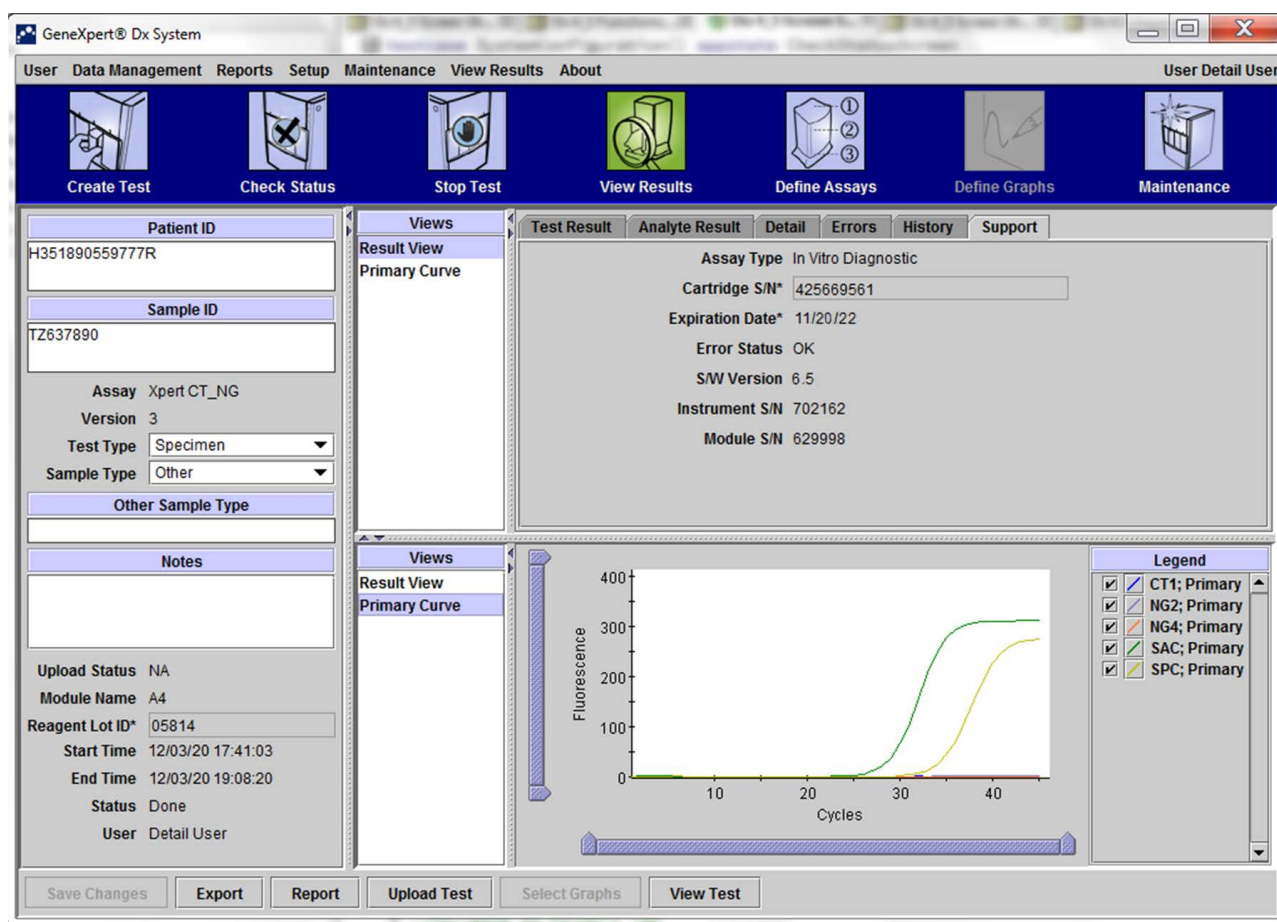 GeneXpert® Dx System
User Data Management Reports Setup Maintenance View Results About User Detail User
Create Test Check Status Stop Test View Results Define Assays Define Graphs Maintenance
1
2
3
Patient ID
H351890559777R
Sample ID
TZ637890
Assay Xpert CT_NG
Version 3
Test Type Specimen
Sample Type Other
Other Sample Type
Notes
Upload Status NA
Module Name A4
Reagent Lot ID* 05814
Start Time 12/03/20 17:41:03
End Time 12/03/20 19:08:20
Status Done
User Detail User
Views
Result View
Primary Curve
Test Result Analyte Result Detail Errors History Support
Assay Type In Vitro Diagnostic
Cartridge S/N* 425669561
Expiration Date* 11/20/22
Error Status OK
S/W Version 6.5
Instrument S/N 702162
Module S/N 629998
Views
Result View
Primary Curve
400
300
200
100
0
Fluorescence
10 20 30 40
Cycles
Legend
CT1; Primary
NG2; Primary
NG4; Primary
SAC; Primary
SPC; Primary
Save Changes Export Report Upload Test Select Graphs View Test